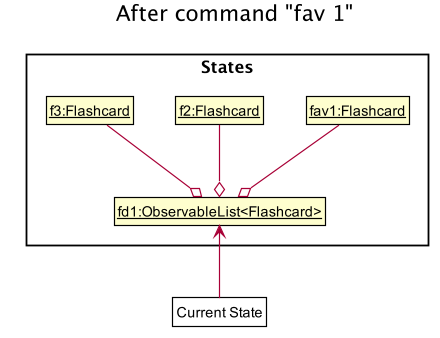 After command "fav 1"
States
f3:Flashcard
f2:Flashcard
fav1:Flashcard
fd1:ObservableList<Flashcard>
Current State